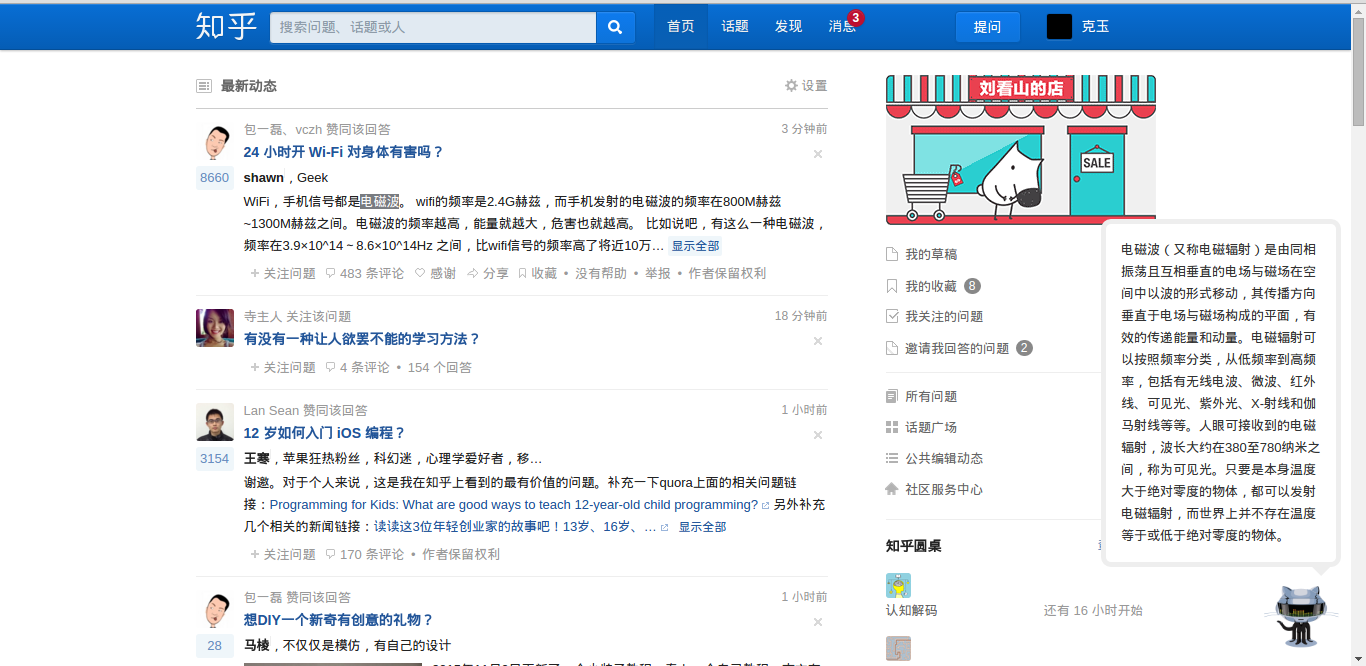 知乎
搜索问题、话题或人
首页 话题 发现 消息 3
提问
克玉
最新动态
设置
包一磊、vczh 赞同该回答
3 分钟前
24 小时开 Wi-Fi 对身体有害吗？
8660
shawn，Geek
WiFi，手机信号都是电磁波。 wifi的频率是2.4G赫兹，而手机发射的电磁波的频率在800M赫兹
~1300M赫兹之间。电磁波的频率越高，能量就越大，危害也就越高。 比如说吧，有这么一种电磁波，
频率在3.9×10^14 ~ 8.6×10^14Hz 之间，比wifi信号的频率高了将近10万… 显示全部
+ 关注问题 483 条评论 感谢 分享 收藏 • 没有帮助 • 举报 • 作者保留权利
寺主人 关注该问题
18 分钟前
有没有一种让人欲罢不能的学习方法？
+ 关注问题 4 条评论 • 154 个回答
Lan Sean 赞同该回答
1 小时前
12 岁如何入门 iOS 编程？
3154
王寒，苹果狂热粉丝，科幻迷，心理学爱好者，移…
谢邀。对于个人来说，这是我在知乎上看到的最有价值的问题。补充一下quora上面的相关问题链
接：Programming for Kids: What are good ways to teach 12-year-old child programming? 另外补充
几个相关的新闻链接：读读这3位年轻创业家的故事吧！13岁、16岁、… 显示全部
+ 关注问题 170 条评论 • 作者保留权利
包一磊 赞同该回答
1 小时前
想DIY一个新奇有创意的礼物？
28
马棱，不仅仅是模仿，有自己的设计
刘看山的店
SALE
我的草稿
我的收藏 8
我关注的问题
邀请我回答的问题 2
所有问题
话题广场
公共编辑动态
社区服务中心
知乎圆桌
认知解码
还有 16 小时开始
电磁波（又称电磁辐射）是由同相
振荡且互相垂直的电场与磁场在空
间中以波的形式移动，其传播方向
垂直于电场与磁场构成的平面，有
效的传递能量和动量。电磁辐射可
以按照频率分类，从低频率到高频
率，包括有无线电波、微波、红外
线、可见光、紫外光、X-射线和伽
马射线等等。人眼可接收到的电磁
辐射，波长大约在380至780纳米之
间，称为可见光。只要是本身温度
大于绝对零度的物体，都可以发射
电磁辐射，而世界上并不存在温度
等于或低于绝对零度的物体。